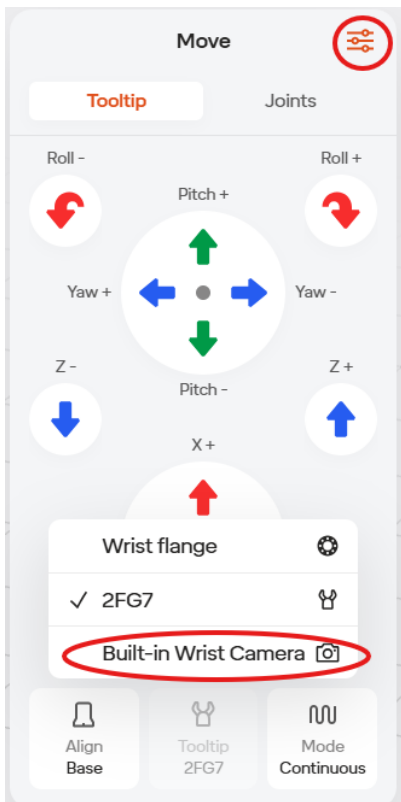 Move
Tooltip Joints
Roll - Roll +
Pitch +
Yaw + Yaw -
Z - Z +
Pitch -
X +
Wrist flange
2FG7
Built-in Wrist Camera
Align Tooltip Mode
Base 2FG7 Continuous